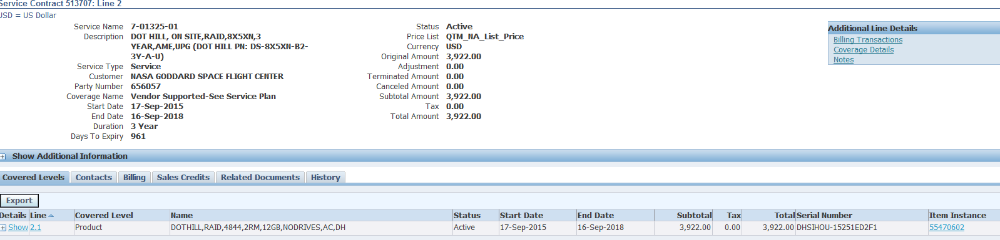 Service Contract 513707: Line 2
USD = US Dollar
Service Name 7-01325-01
Description DOT HILL, ON SITE,RAID,8X5XN,3
YEAR,AME,UPG (DOT HILL PN: DS-8X5XN-B2-
3Y-A-U)
Service Type Service
Customer NASA GODDARD SPACE FLIGHT CENTER
Party Number 656057
Coverage Name Vendor Supported-See Service Plan
Start Date 17-Sep-2015
End Date 16-Sep-2018
Duration 3 Year
Days To Expiry 961
Status Active
Price List QTM_NA_List_Price
Currency USD
Original Amount 3,922.00
Adjustment 0.00
Terminated Amount 0.00
Canceled Amount 0.00
Subtotal Amount 3,922.00
Tax 0.00
Total Amount 3,922.00
Additional Line Details
Billing Transactions
Coverage Details
Notes
Show Additional Information
Covered Levels Contacts Billing Sales Credits Related Documents History
Export
Details Line Covered Level Name Status Start Date End Date Subtotal Tax Total Serial Number Item Instance
Show 2.1 Product DOTHILL,RAID,4844,2RM,12GB,NODRIVES,AC,DH Active 17-Sep-2015 16-Sep-2018 3,922.00 0.00 3,922.00 DHSIHOU-15251ED2F1 55470602